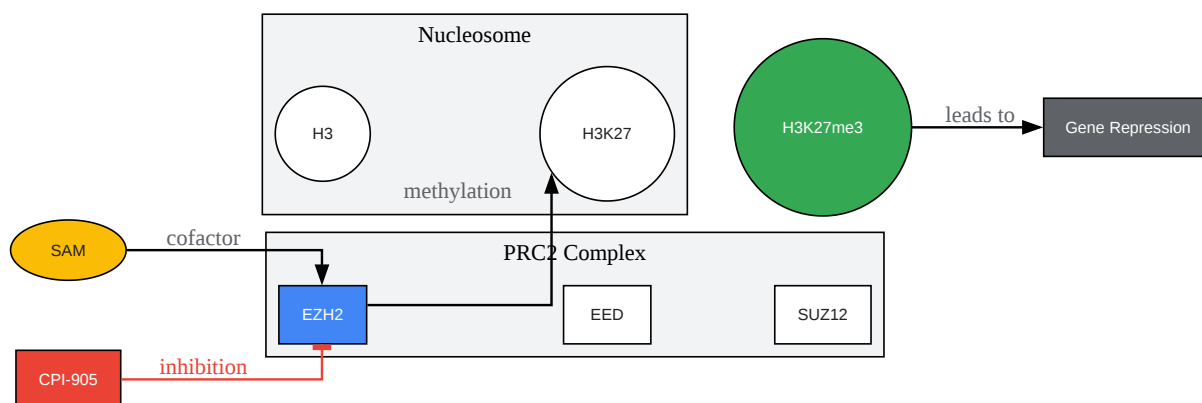 Nucleosome
H3
H3K27
H3K27me3
leads to
Gene Repression
methylation
SAM
cofactor
PRC2 Complex
EZH2
EED
SUZ12
CPI-905
inhibition